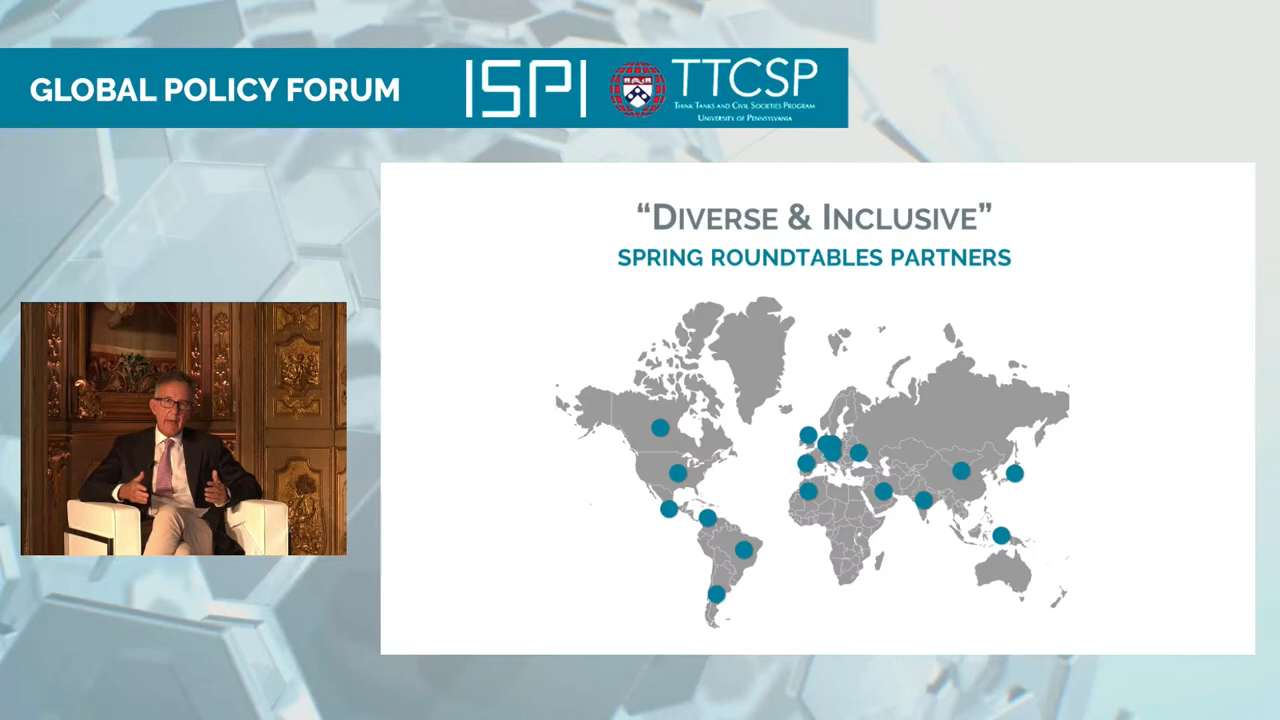 GLOBAL POLICY FORUM
ISPI
TTCSP
THINK TANKS AND CIVIL SOCIETIES PROGRAM
UNIVERSITY OF PENNSYLVANIA
“DIVERSE & INCLUSIVE”
SPRING ROUNDTABLES PARTNERS